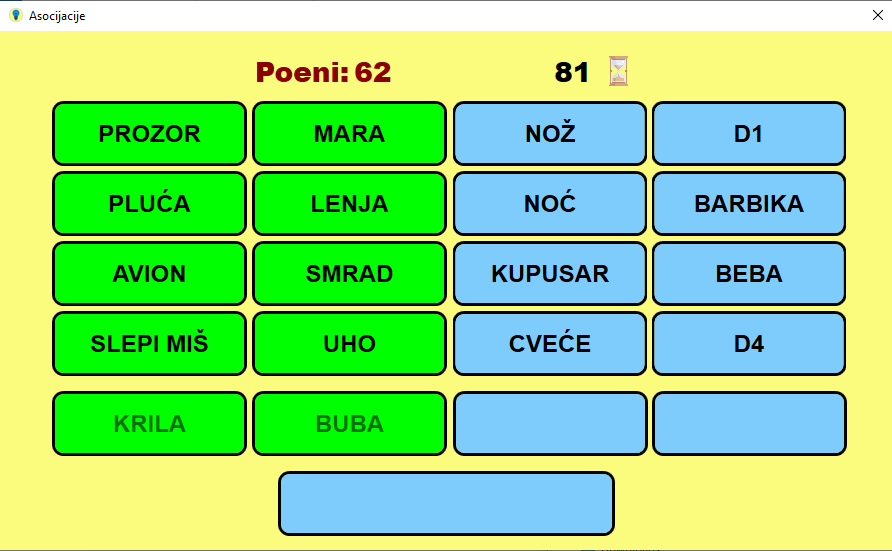 Asocijacije
Poeni: 62
81
PROZOR MARA NOŽ D1
PLUĆA LENJA NOĆ BARBIKA
AVION SMRAD KUPUSAR BEBA
SLEPI MIŠ UHO CVEĆE D4
KRILA BUBA